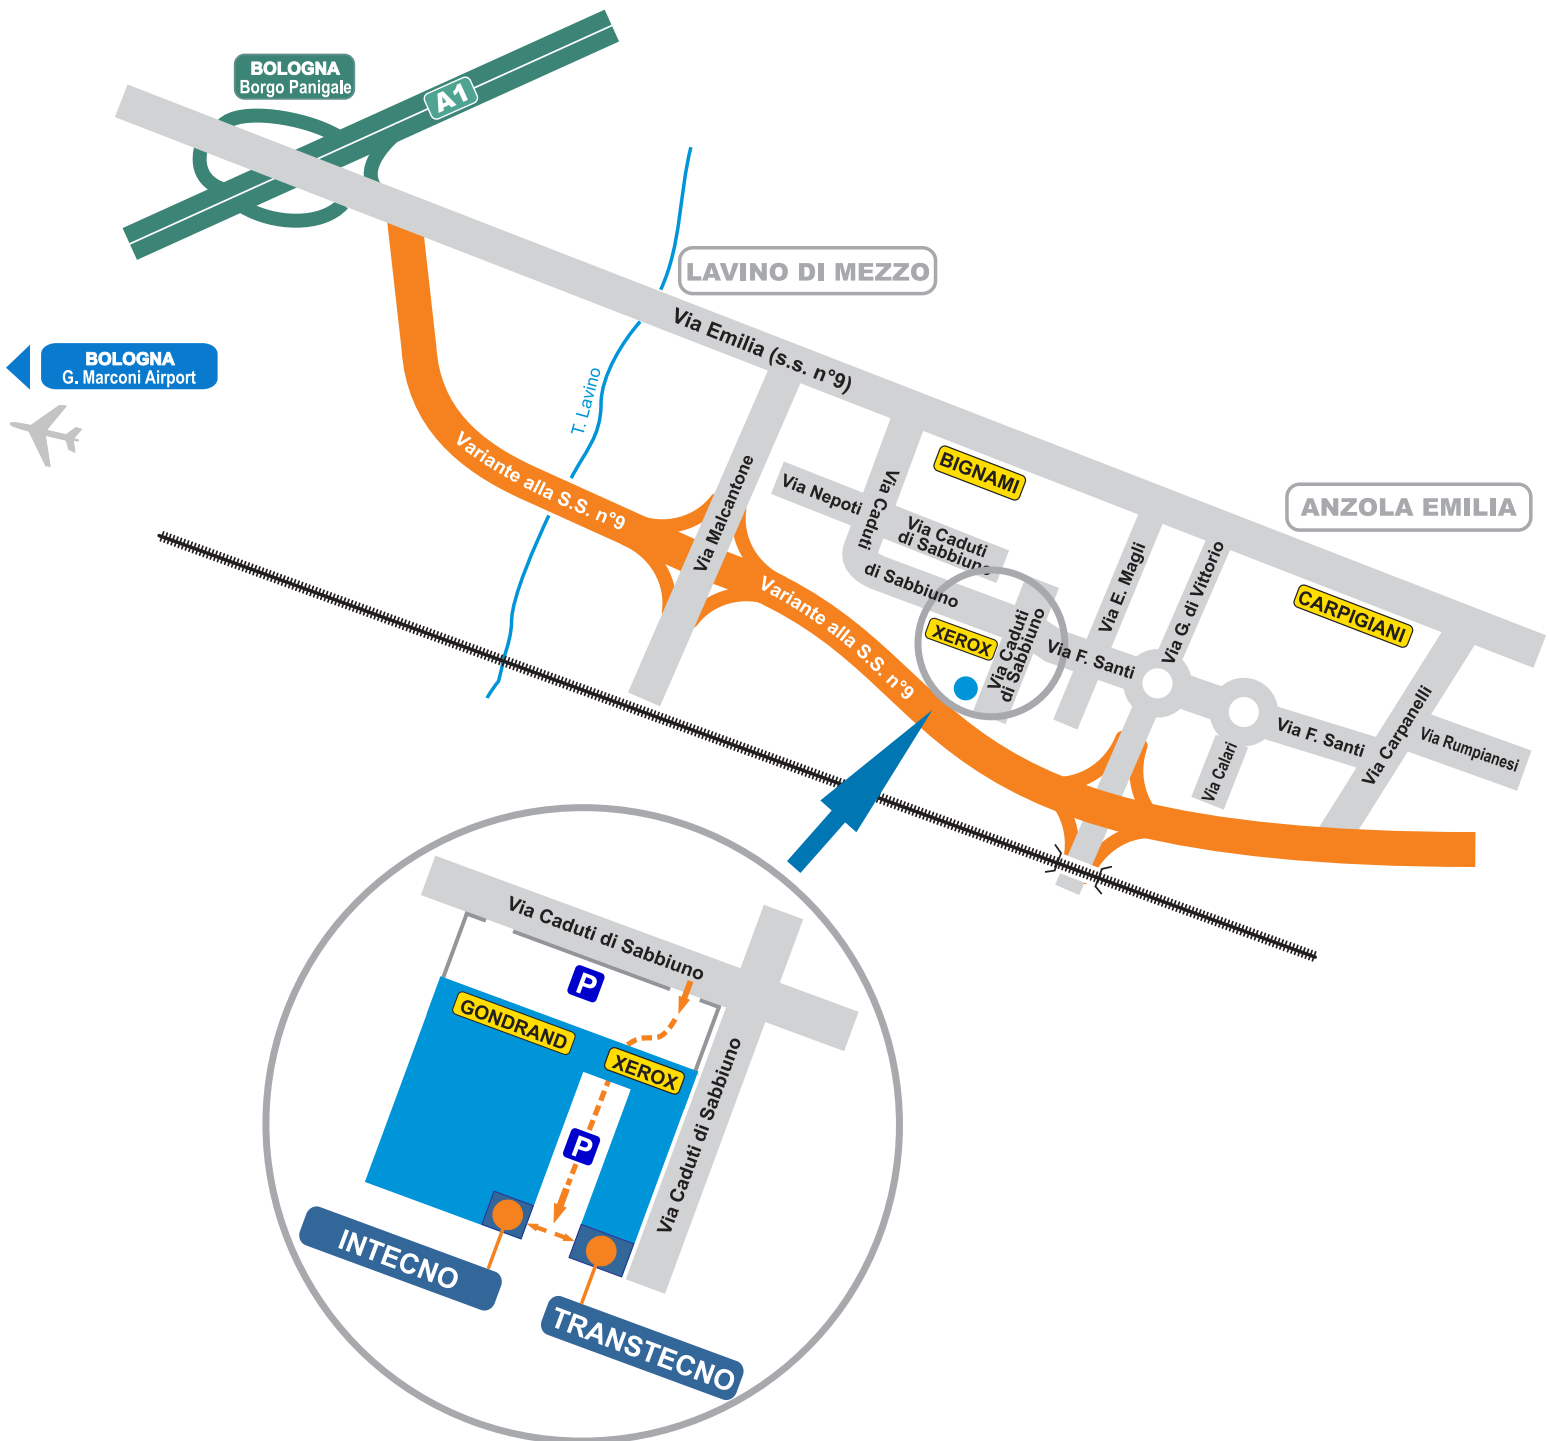 BOLOGNA
Borgo Panigale
A1
LAVINO DI MEZZO
Via Emilia (s.s. n°9)
BOLOGNA
G. Marconi Airport
T. Lavino
Variante alla S.S. n°9
Via Malcantone
Via Nepoti
Via Caduti
di Sabbiuno
Via Caduti
di Sabbiuno
BIGNAMI
ANZOLA EMILIA
Via E. Magli
Via G. di Vittorio
CARPIGIANI
Variante alla S.S. n°9
XEROX
Via Caduti
di Sabbiuno
Via F. Santi
Via F. Santi
Via Calari
Via Carpanelli
Via Rumpianesi
Via Caduti di Sabbiuno
P
GONDRAND
XEROX
P
Via Caduti di Sabbiuno
INTECNO
TRANSTECNO